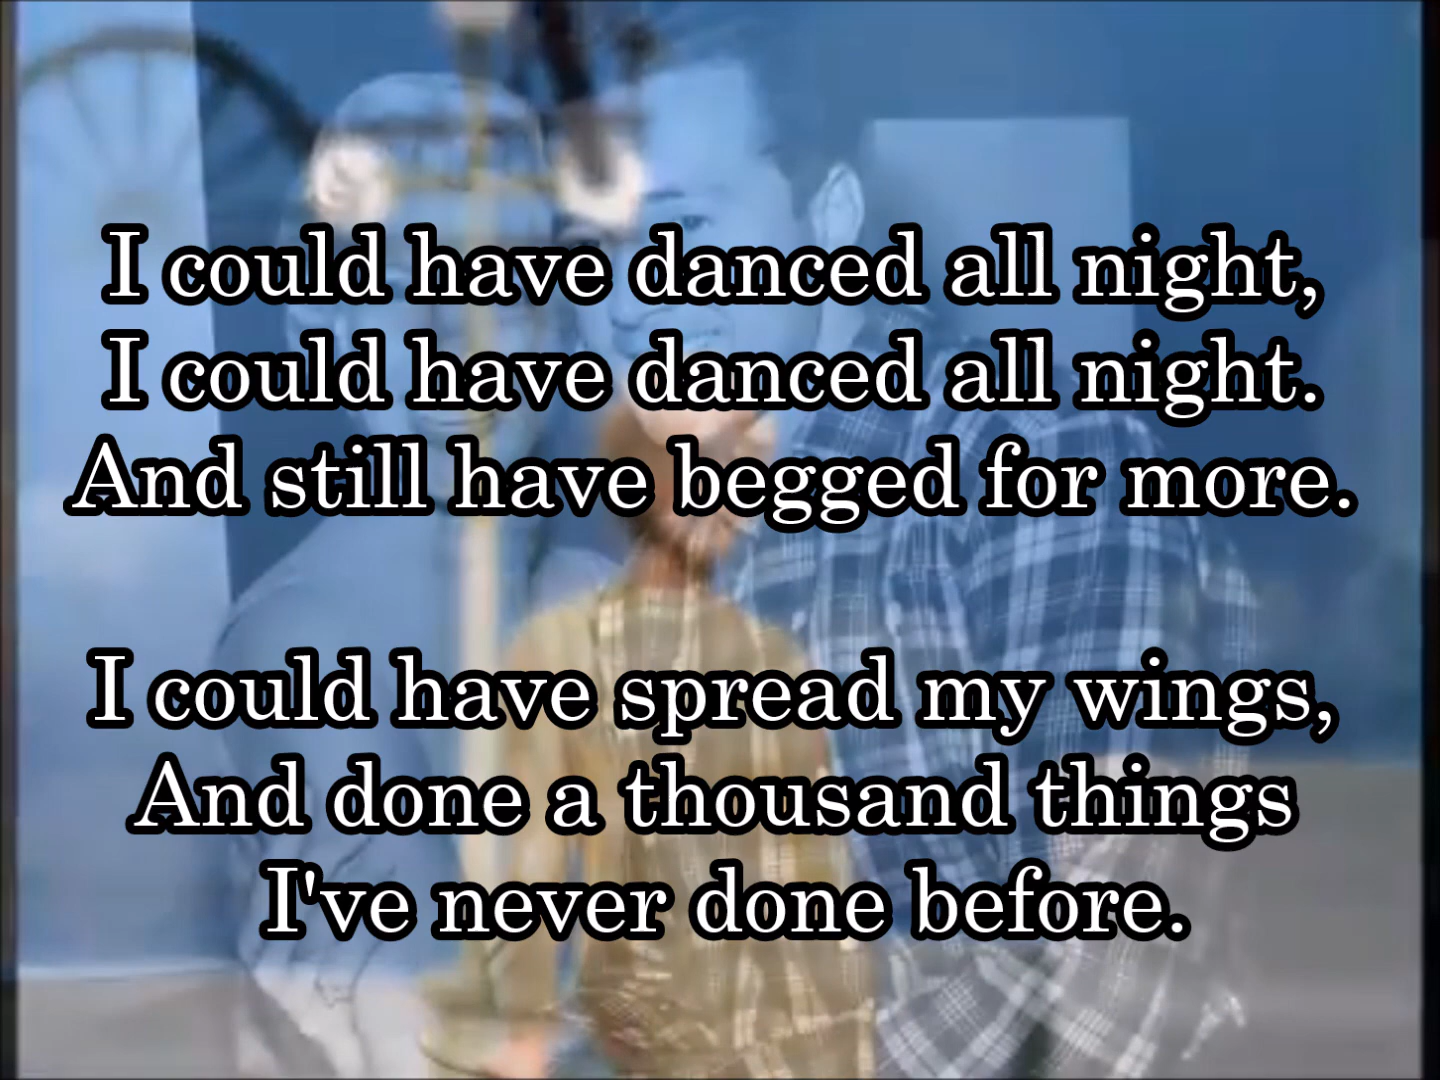 I could have danced all night,
I could have danced all night.
And still have begged for more.
I could have spread my wings,
And done a thousand things
I've never done before.